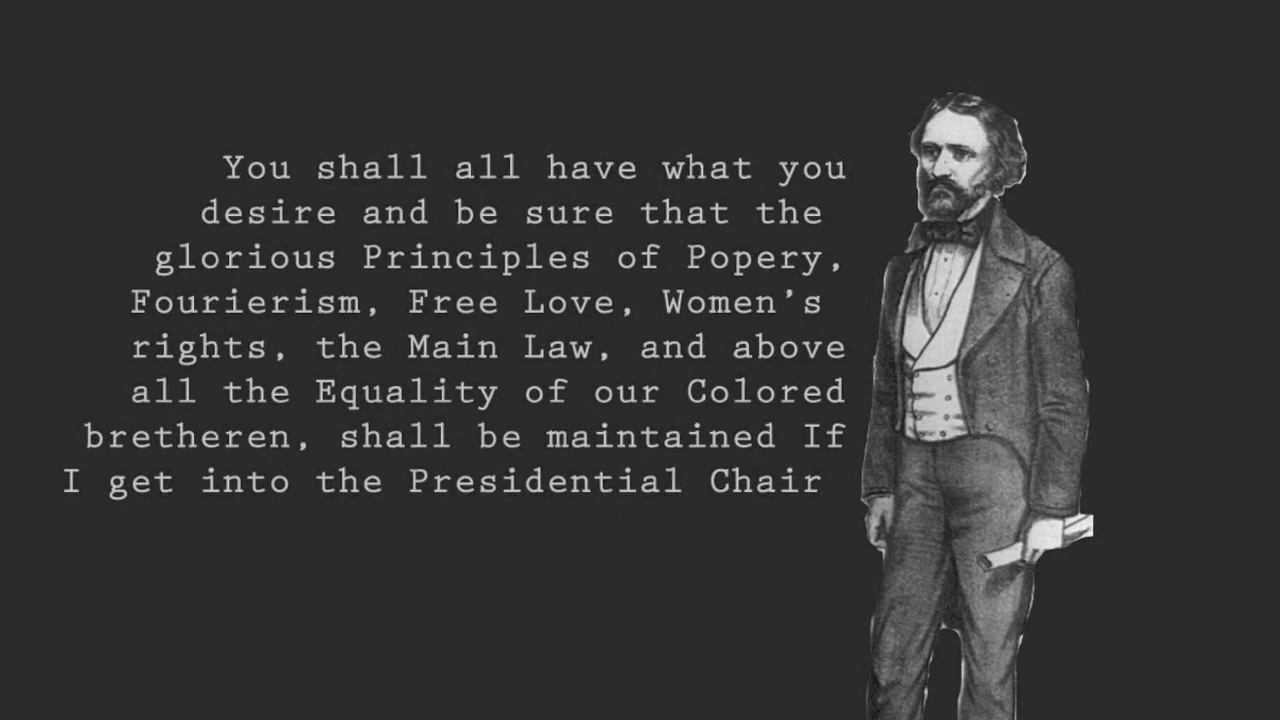 You shall all have what you
desire and be sure that the
glorious Principles of Popery,
Fourierism, Free Love, Women’s
rights, the Main Law, and above
all the Equality of our Colored
bretheren, shall be maintained If
I get into the Presidential Chair